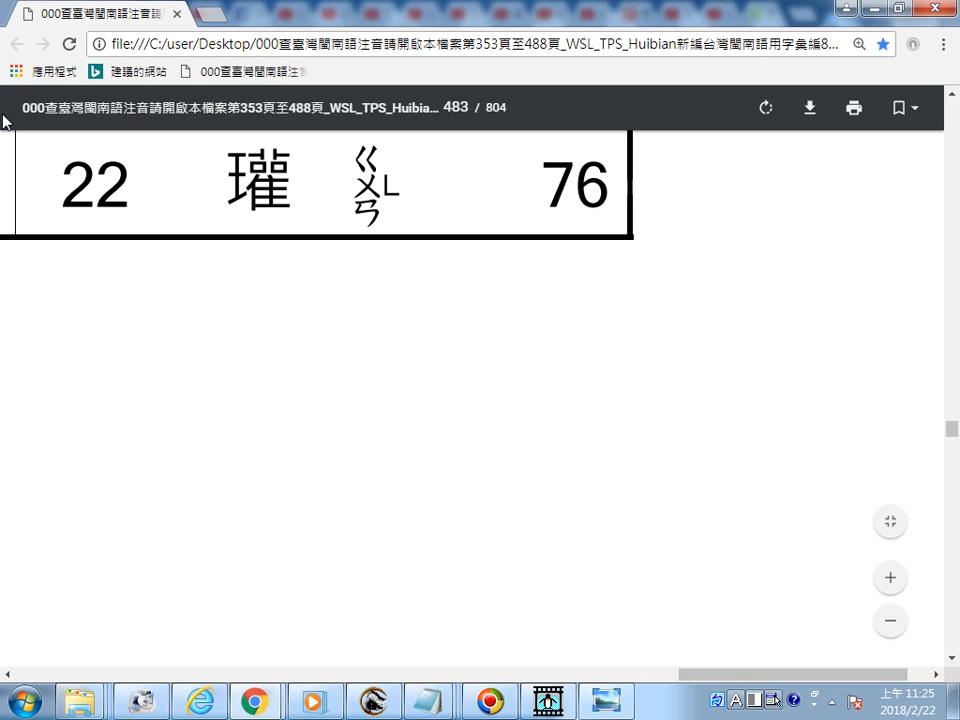 000查臺灣閩南語注音請
file:///C:/user/Desktop/000查臺灣閩南語注音請開啟本檔案第353頁至488頁_WSL_TPS_Huibian新編台灣閩南語用字彙編8...
應用程式 建議的網站 000查臺灣閩南語注音
000查臺灣閩南語注音請開啟本檔案第353頁至488頁_WSL_TPS_Huibia... 483 / 804
22 瓘 ㄍㄨㄢ˪ 76
上午 11:25
2018/2/22